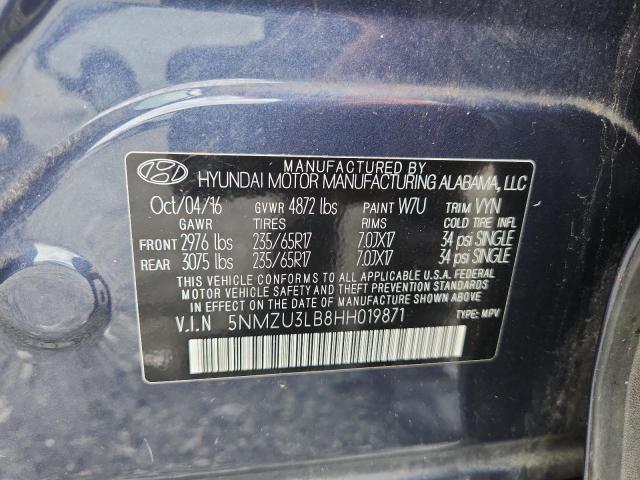 MANUFACTURED BY
HYUNDAI MOTOR MANUFACTURING ALABAMA, LLC
Oct/04/16 GVWR 4872 lbs PAINT W7U TRIM VYN
GAWR TIRES RIMS COLD TIRE INFL
FRONT 2976 lbs 235/65R17 7.0JX17 34 psi SINGLE
REAR 3075 lbs 235/65R17 7.0JX17 34 psi SINGLE
THIS VEHICLE CONFORMS TO ALL APPLICABLE U.S.A. FEDERAL
MOTOR VEHICLE SAFETY AND THEFT PREVENTION STANDARDS
IN EFFECT ON THE DATE OF MANUFACTURE SHOWN ABOVE.
V.I.N 5NMZU3LB8HH019871 TYPE: MPV